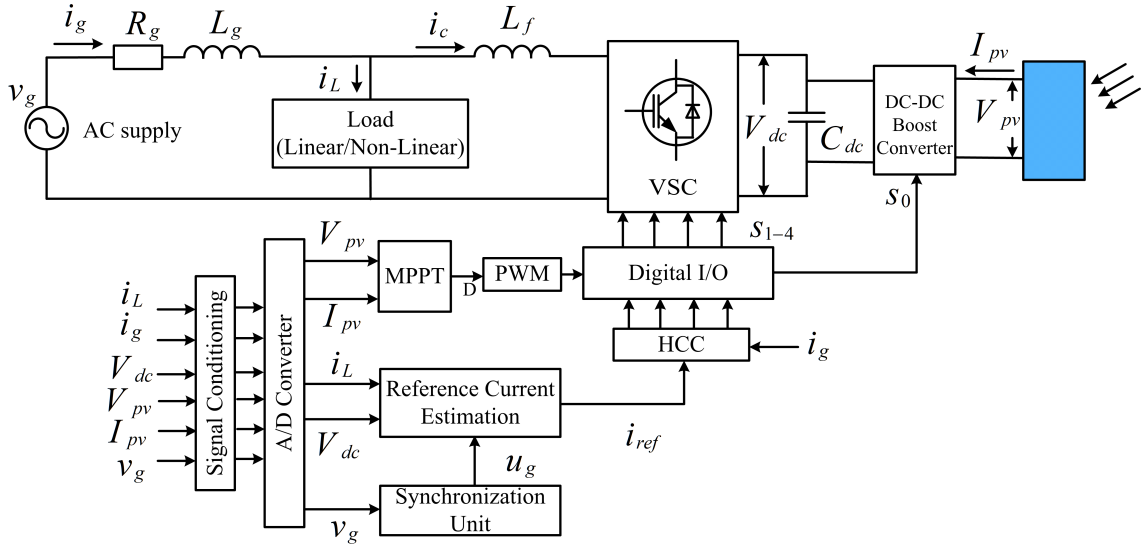 i_g
R_g
L_g
i_c
L_f
v_g
AC supply
i_L
Load
(Linear/Non-Linear)
VSC
V_dc
C_dc
DC-DC
Boost
Converter
I_pv
V_pv
s_0
s_1-4
V_pv
I_pv
MPPT
D
PWM
Digital I/O
HCC
i_g
i_L
i_g
V_dc
V_pv
I_pv
v_g
Signal Conditioning
A/D Converter
i_L
V_dc
Reference Current
Estimation
i_ref
u_g
Synchronization
Unit
v_g